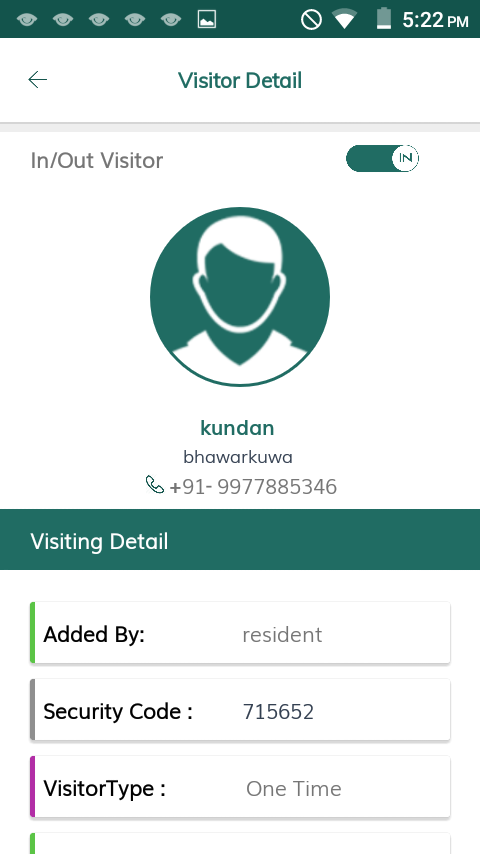 5:22 PM
Visitor Detail
In/Out Visitor
IN
kundan
bhawarkuwa
+91- 9977885346
Visiting Detail
Added By: resident
Security Code : 715652
VisitorType : One Time